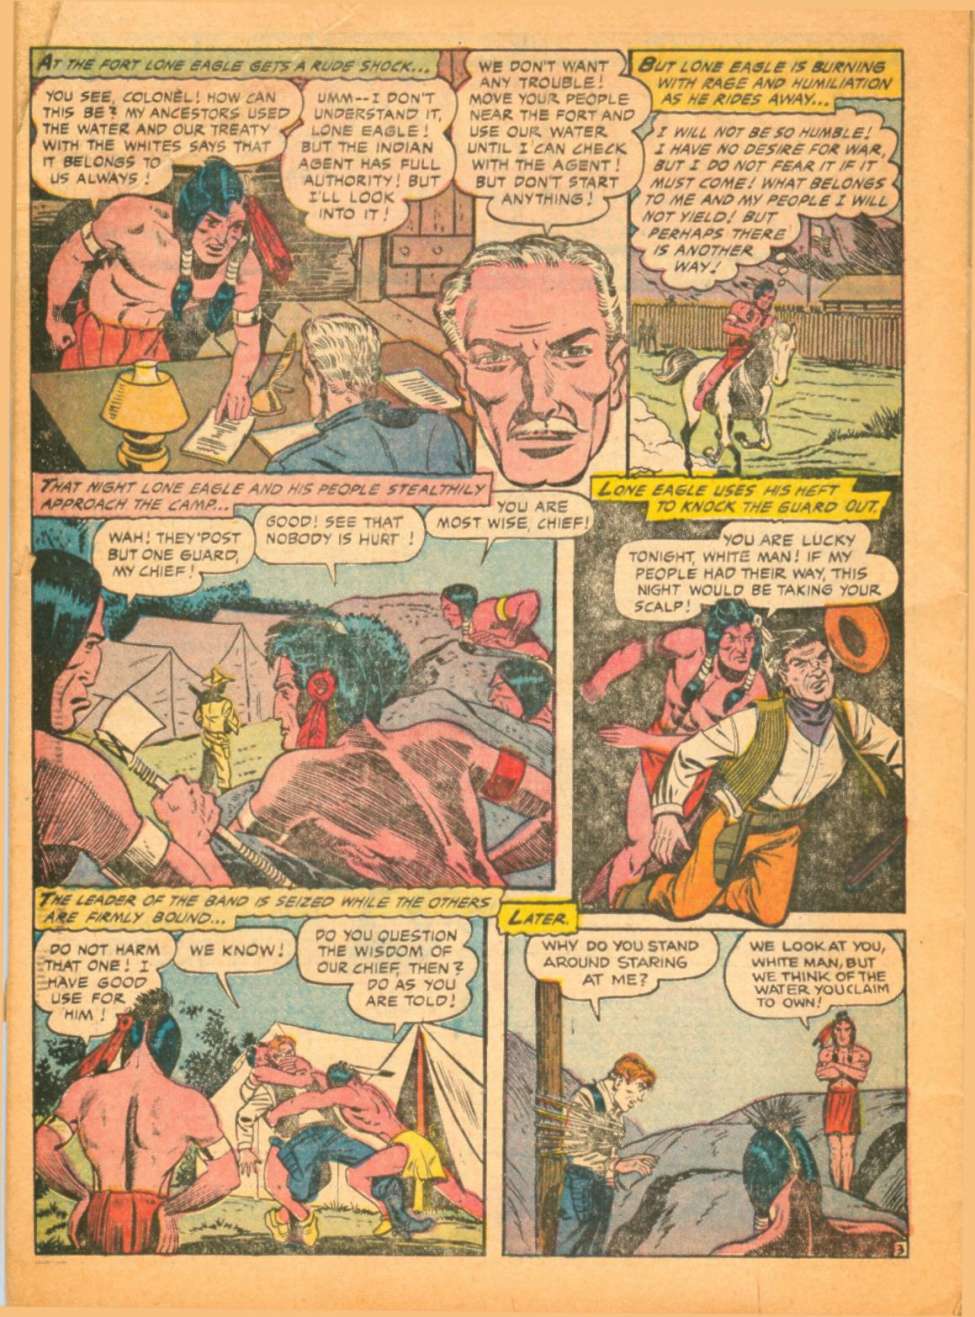 AT THE FORT LONE EAGLE GETS A RUDE SHOCK...
YOU SEE, COLONEL! HOW CAN
THIS BE? MY ANCESTORS USED
THE WATER AND OUR TREATY
WITH THE WHITES SAYS THAT
IT BELONGS TO
US ALWAYS!
UMM--I DON'T
UNDERSTAND IT,
LONE EAGLE!
BUT THE INDIAN
AGENT HAS FULL
AUTHORITY! BUT
I'LL LOOK
INTO IT!
WE DON'T WANT
ANY TROUBLE!
MOVE YOUR PEOPLE
NEAR THE FORT AND
USE OUR WATER
UNTIL I CAN CHECK
WITH THE AGENT!
BUT DON'T START
ANYTHING!
BUT LONE EAGLE IS BURNING
WITH RAGE AND HUMILIATION
AS HE RIDES AWAY...
I WILL NOT BE SO HUMBLE!
I HAVE NO DESIRE FOR WAR,
BUT I DO NOT FEAR IT IF IT
MUST COME! WHAT BELONGS
TO ME AND MY PEOPLE I WILL
NOT YIELD! BUT
PERHAPS THERE
IS ANOTHER
WAY!
THAT NIGHT LONE EAGLE AND HIS PEOPLE STEALTHILY
APPROACH THE CAMP...
WAH! THEY POST
BUT ONE GUARD,
MY CHIEF!
GOOD! SEE THAT
NOBODY IS HURT!
YOU ARE
MOST WISE, CHIEF!
LONE EAGLE USES HIS HEFT
TO KNOCK THE GUARD OUT.
YOU ARE LUCKY
TONIGHT, WHITE MAN! IF MY
PEOPLE HAD THEIR WAY, THIS
NIGHT WOULD BE TAKING YOUR
SCALP!
THE LEADER OF THE BAND IS SEIZED WHILE THE OTHERS
ARE FIRMLY BOUND...
DO NOT HARM
THAT ONE! I
HAVE GOOD
USE FOR
HIM!
WE KNOW!
DO YOU QUESTION
THE WISDOM OF
OUR CHIEF, THEN?
DO AS YOU
ARE TOLD!
LATER.
WHY DO YOU STAND
AROUND STARING
AT ME?
WE LOOK AT YOU,
WHITE MAN, BUT
WE THINK OF THE
WATER YOU CLAIM
TO OWN!
3